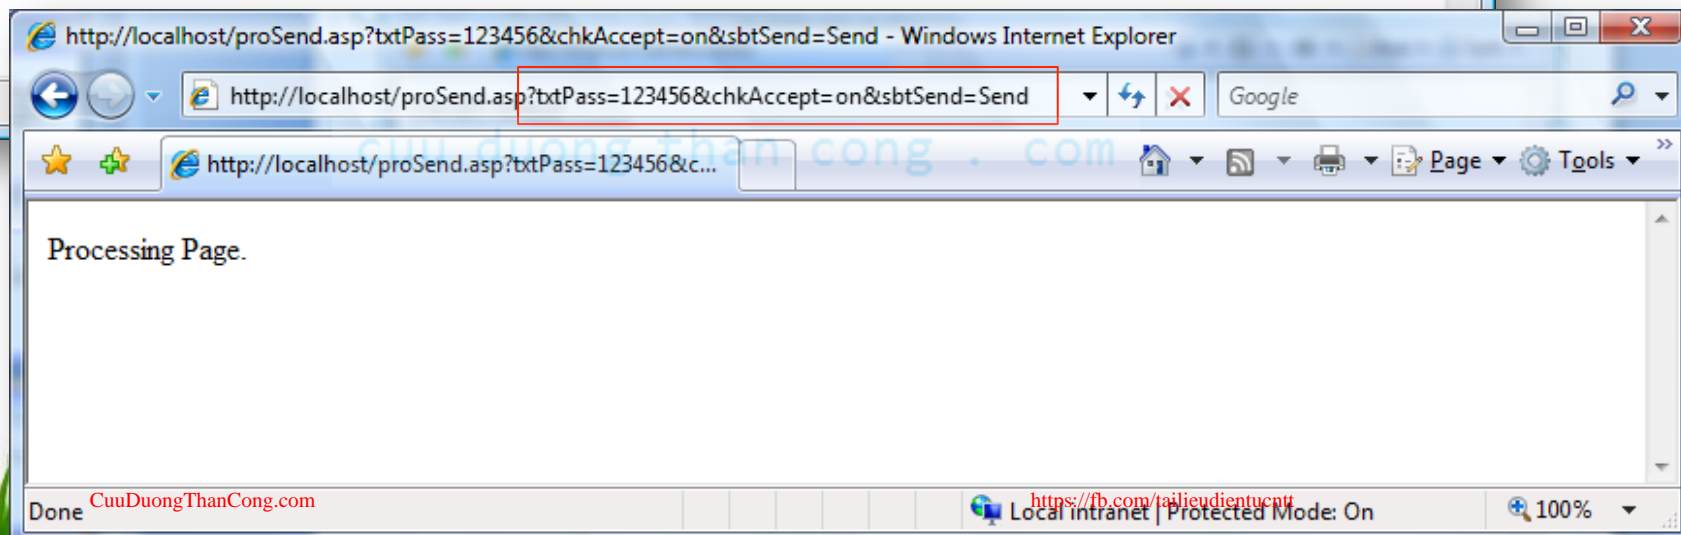 http://localhost/proSend.asp?txtPass=123456&chkAccept=on&sbtSend=Send - Windows Internet Explorer
http://localhost/proSend.asp?txtPass=123456&chkAccept=on&sbtSend=Send Google
cuu duong than cong . com
http://localhost/proSend.asp?txtPass=123456&c... Page Tools
Processing Page.
Done CuuDuongThanCong.com https://fb.com/tailieudientucntt Local intranet | Protected Mode: On 100%